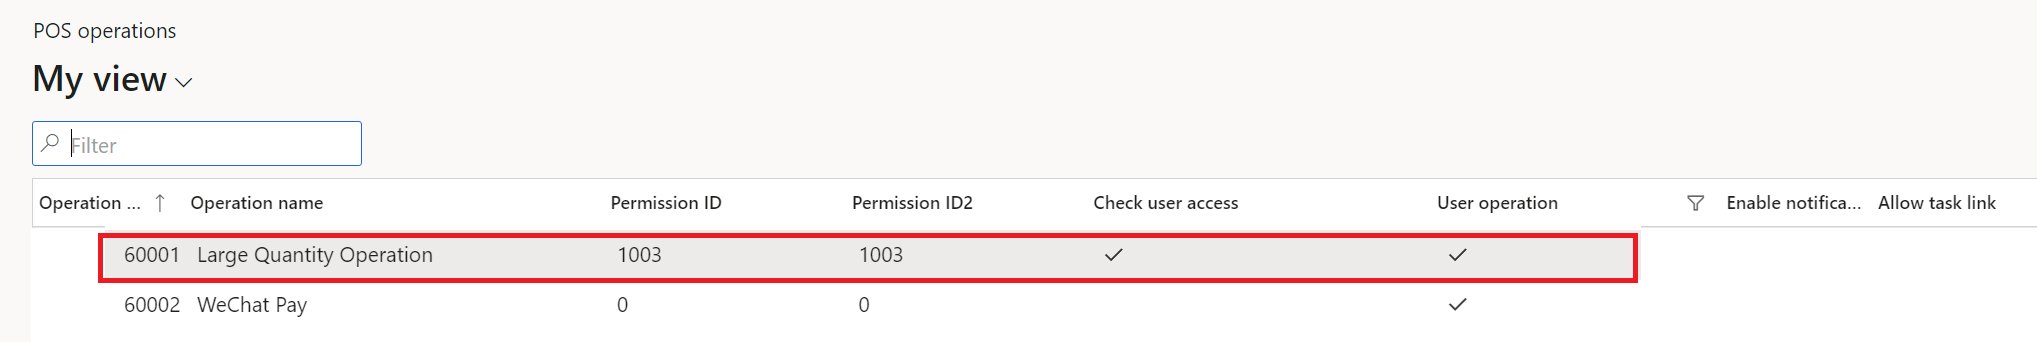 POS operations
My view
Filter
Operation ... ↑ Operation name Permission ID Permission ID2 Check user access User operation Enable notifica... Allow task link
60001 Large Quantity Operation 1003 1003 ✓ ✓
60002 WeChat Pay 0 0 ✓